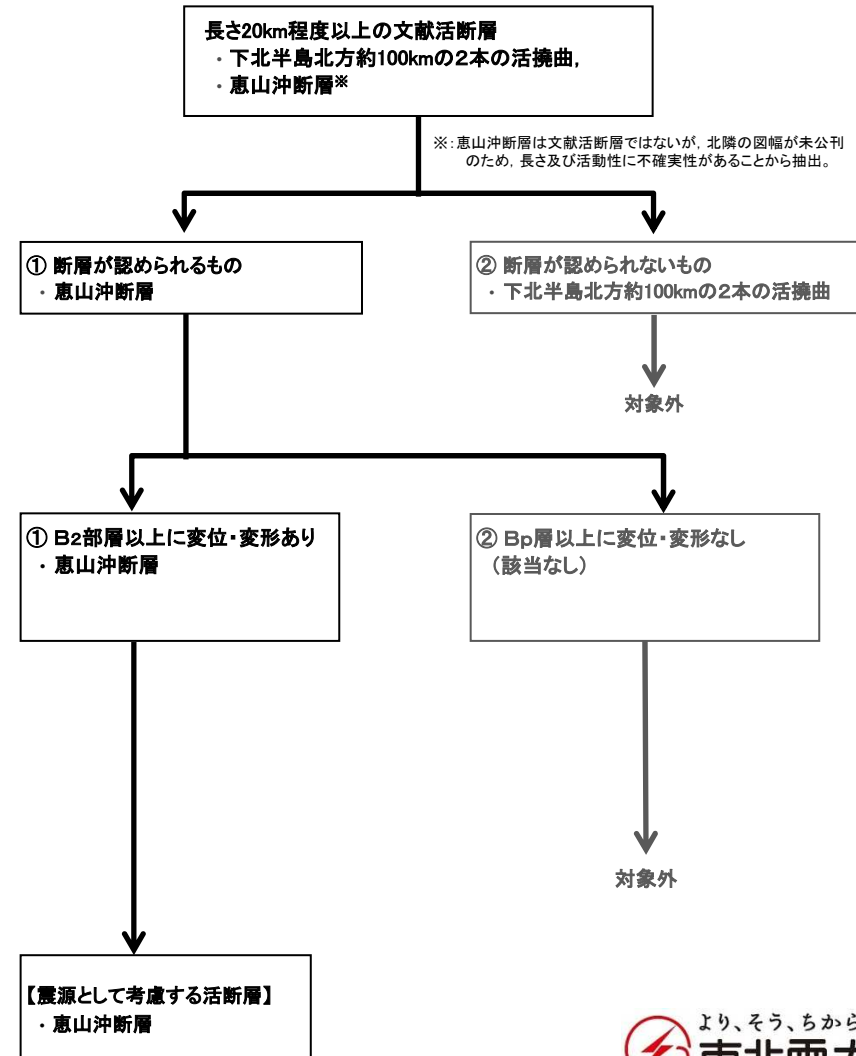 長さ20km程度以上の文献活断層
・下北半島北方約100kmの2本の活撓曲,
・恵山沖断層※
※:恵山沖断層は文献活断層ではないが, 北隣の図幅が未公刊
のため, 長さ及び活動性に不確実性があることから抽出。
① 断層が認められるもの
・恵山沖断層
② 断層が認められないもの
・下北半島北方約100kmの2本の活撓曲
対象外
① B2部層以上に変位・変形あり
・恵山沖断層
② Bp層以上に変位・変形なし
(該当なし)
対象外
【震源として考慮する活断層】
・恵山沖断層
より、そう、ちから